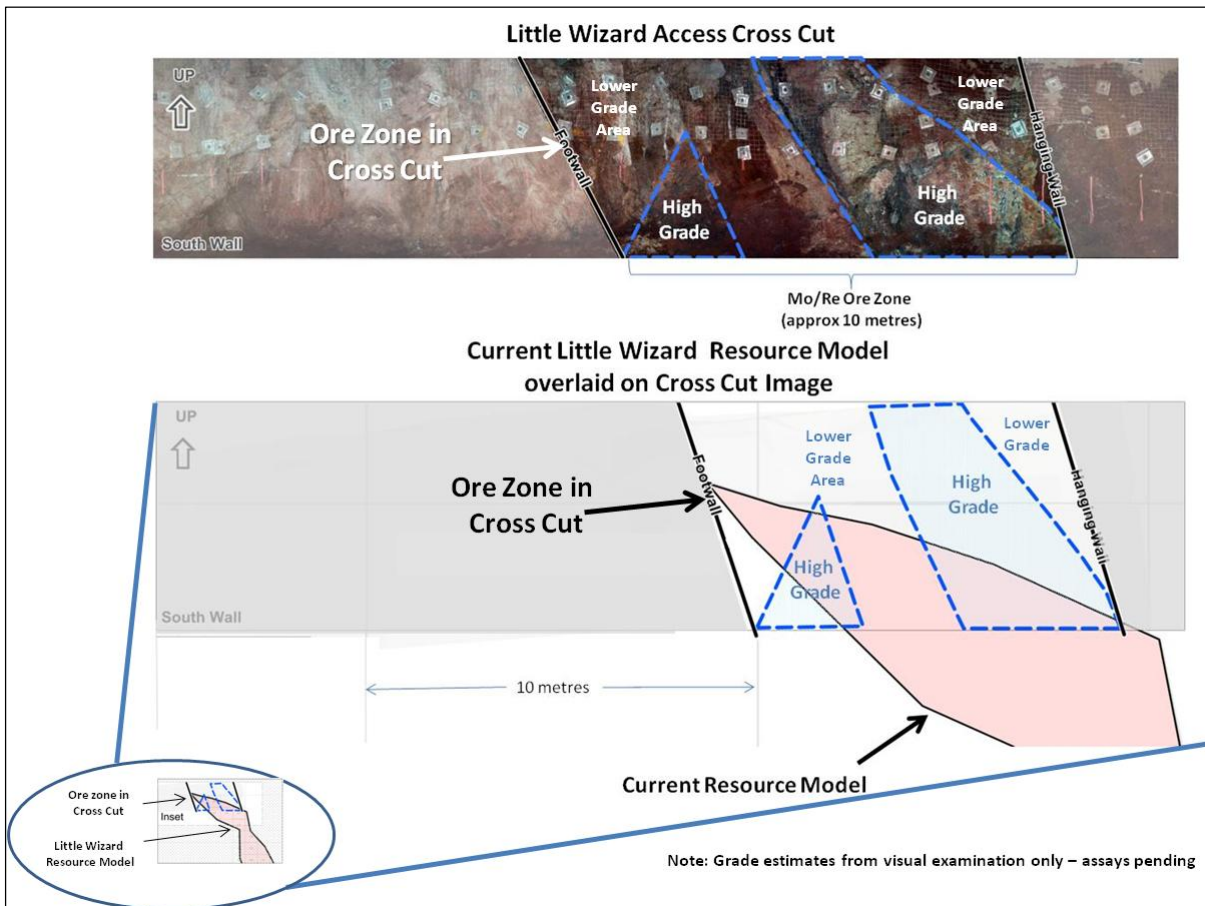 Little Wizard Access Cross Cut
UP
Lower
Grade
Area
Lower
Grade
Area
Ore Zone in
Cross Cut
Footwall
Hanging Wall
High
Grade
High
Grade
South Wall
Mo/Re Ore Zone
(approx 10 metres)
Current Little Wizard Resource Model
overlaid on Cross Cut Image
UP
Lower
Grade
Area
Lower
Grade
Ore Zone in
Cross Cut
Footwall
Hanging Wall
High
Grade
High
Grade
South Wall
10 metres
Current Resource Model
Ore zone in
Cross Cut
Inset
Little Wizard
Resource Model
Note: Grade estimates from visual examination only – assays pending